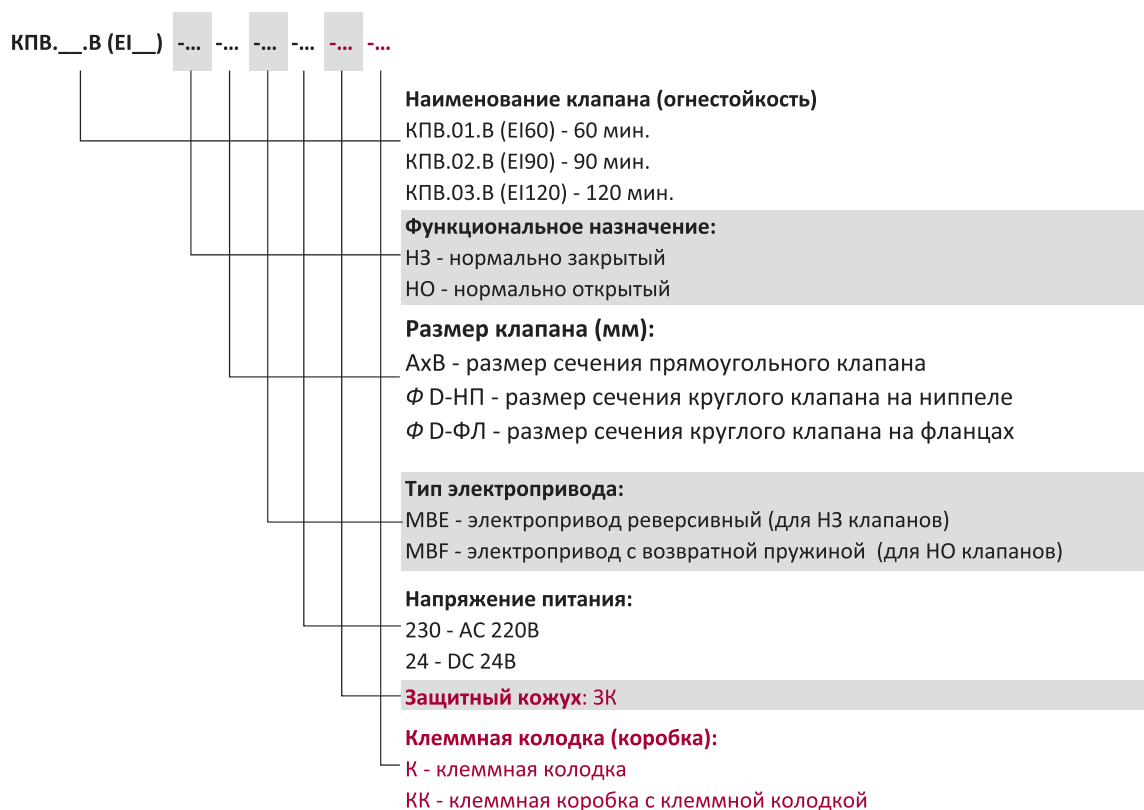 КПВ.__.В (EI__) -... -... -... -... -... -...
Наименование клапана (огнестойкость)
КПВ.01.В (EI60) - 60 мин.
КПВ.02.В (EI90) - 90 мин.
КПВ.03.В (EI120) - 120 мин.
Функциональное назначение:
НЗ - нормально закрытый
НО - нормально открытый
Размер клапана (мм):
АхВ - размер сечения прямоугольного клапана
Ф D-НП - размер сечения круглого клапана на ниппеле
Ф D-ФЛ - размер сечения круглого клапана на фланцах
Тип электропривода:
MBE - электропривод реверсивный (для НЗ клапанов)
MBF - электропривод с возвратной пружиной (для НО клапанов)
Напряжение питания:
230 - AC 220В
24 - DC 24В
Защитный кожух: ЗК
Клеммная колодка (коробка):
К - клеммная колодка
КК - клеммная коробка с клеммной колодкой